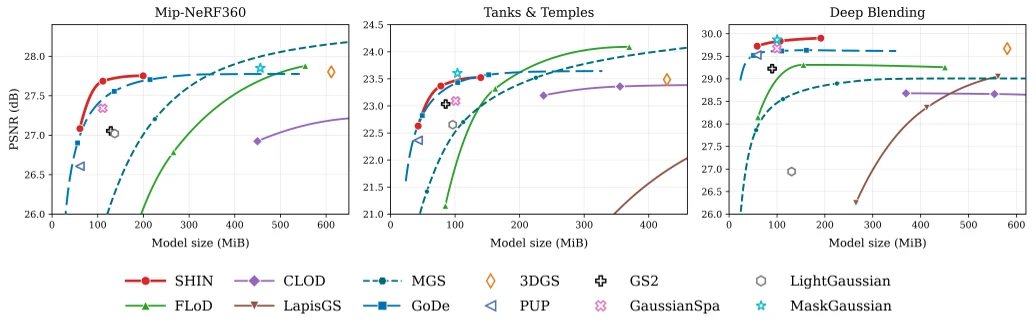 Mip-NeRF360
Tanks & Temples
Deep Blending
PSNR (dB)
28.0
27.5
27.0
26.5
26.0
0 100 200 300 400 500 600
Model size (MiB)
24.5
24.0
23.5
23.0
22.5
22.0
21.5
21.0
0 100 200 300 400
Model size (MiB)
30.0
29.5
29.0
28.5
28.0
27.5
27.0
26.5
26.0
0 100 200 300 400 500 600
Model size (MiB)
SHIN CLOD MGS 3DGS GS2 LightGaussian
FLoD LapisGS GoDe PUP GaussianSpa MaskGaussian